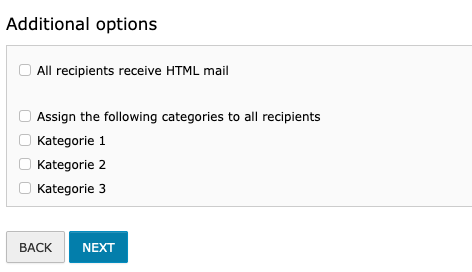 Additional options
All recipients receive HTML mail
Assign the following categories to all recipients
Kategorie 1
Kategorie 2
Kategorie 3
BACK NEXT